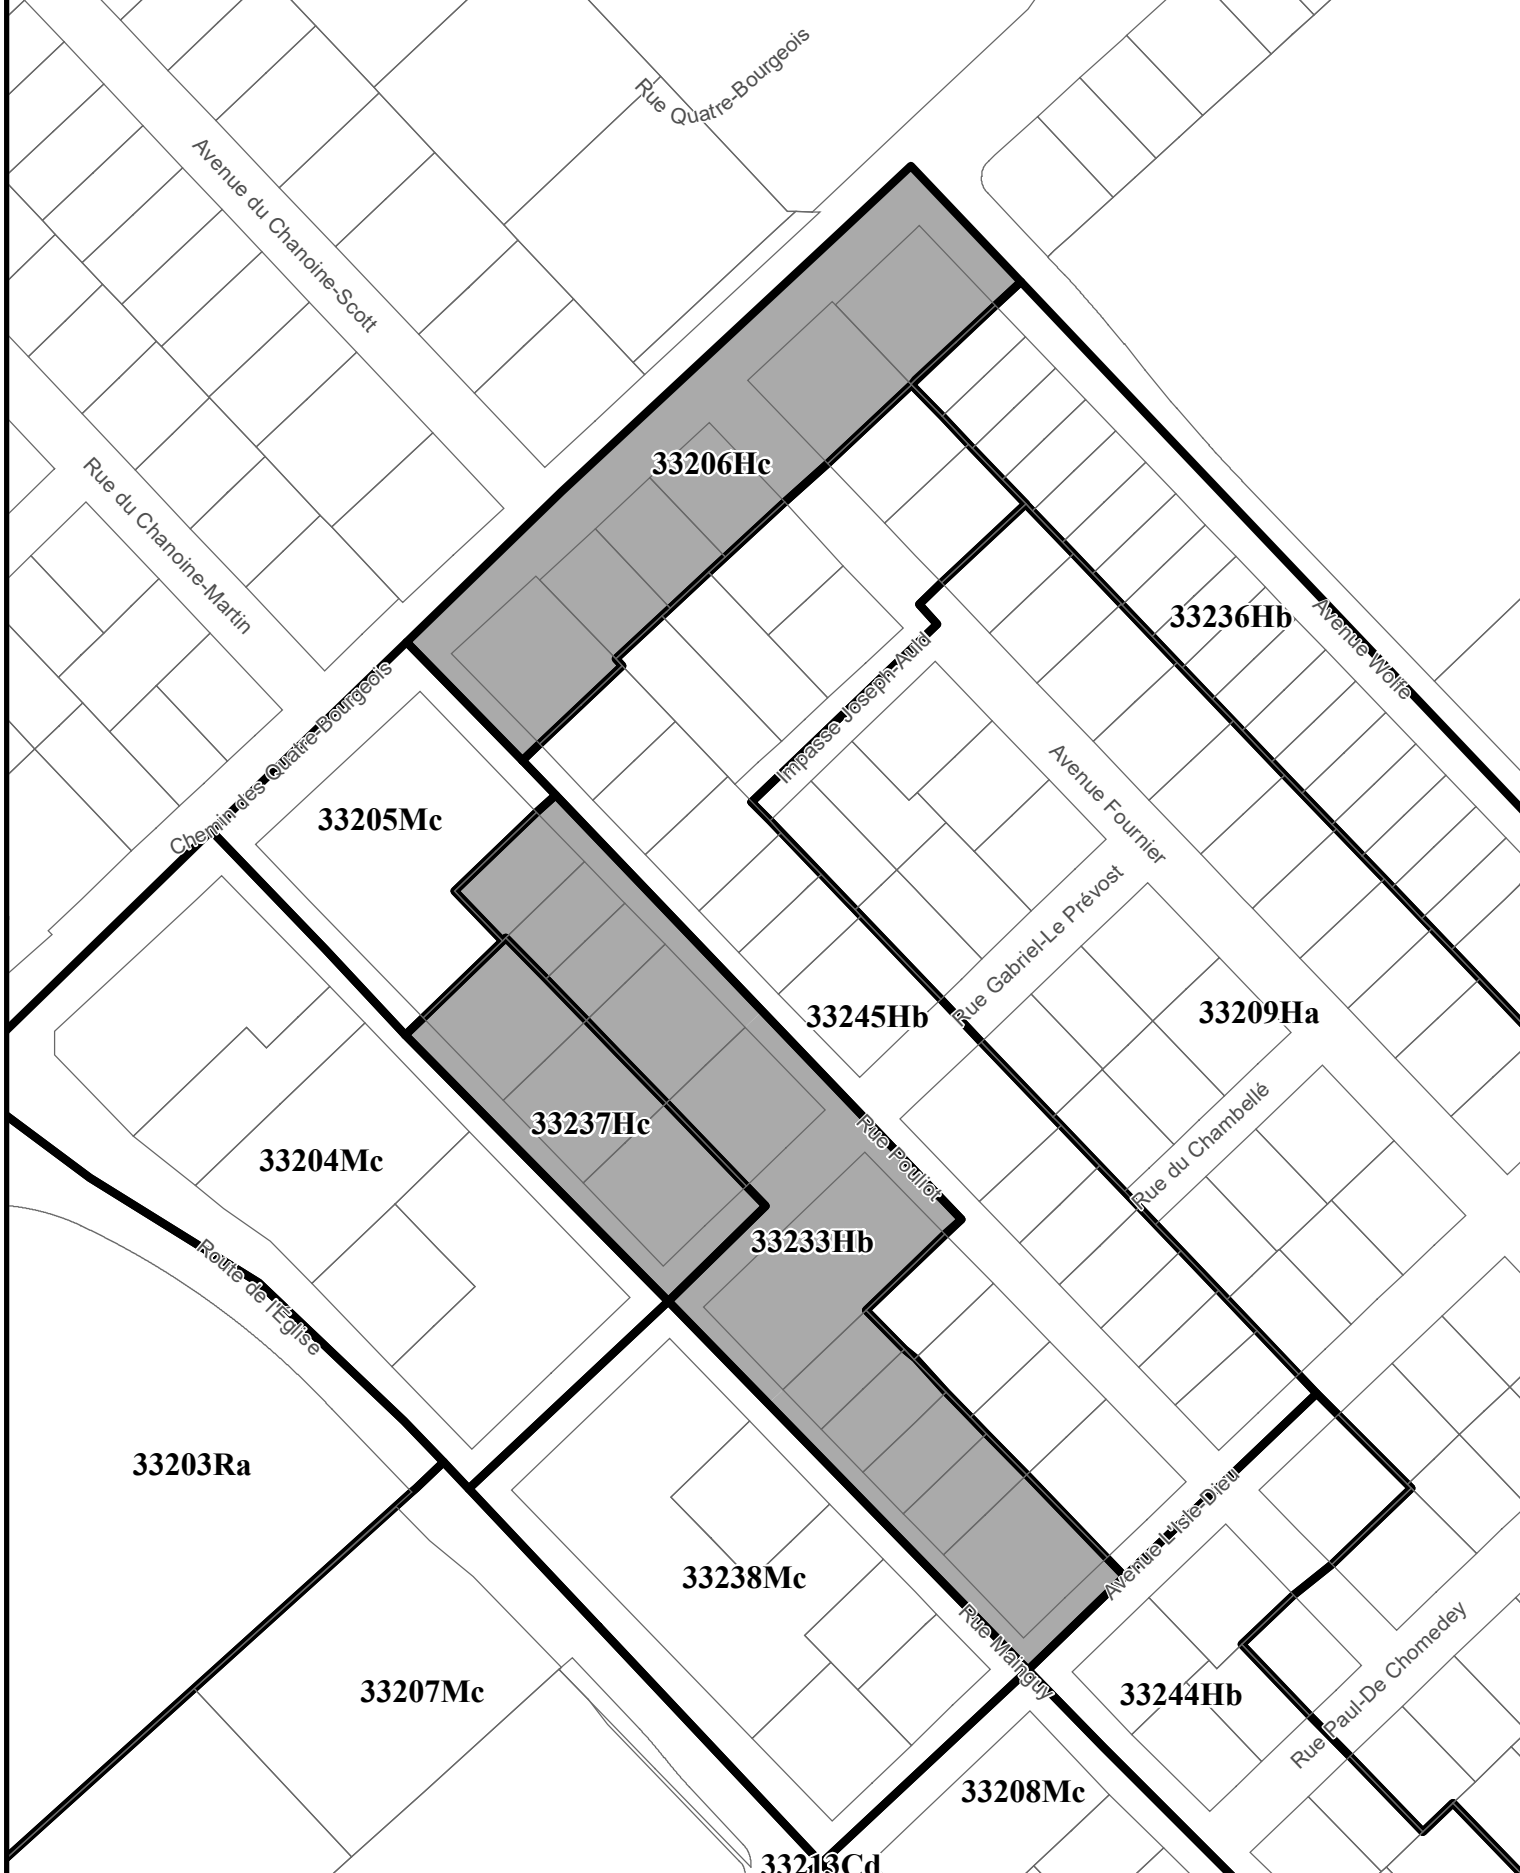 Rue Quatre-Bourgeois
Avenue du Chanoine-Scott
33206Hc
Rue du Chanoine-Martin
33236Hb
Avenue Wolfe
Impasse Joseph-Auld
Chemin des Quatre-Bourgeois
33205Mc
Avenue Fournier
Rue Gabriel-Le Prévost
33245Hb
33209Ha
33237Hc
Rue Pouliot
Rue du Chambellé
33204Mc
33233Hb
Route de l'Église
33203Ra
Avenue L'Isle-Dieu
33238Mc
Rue Mainguy
Rue Paul-De Chomedey
33207Mc
33244Hb
33208Mc
33213Cd